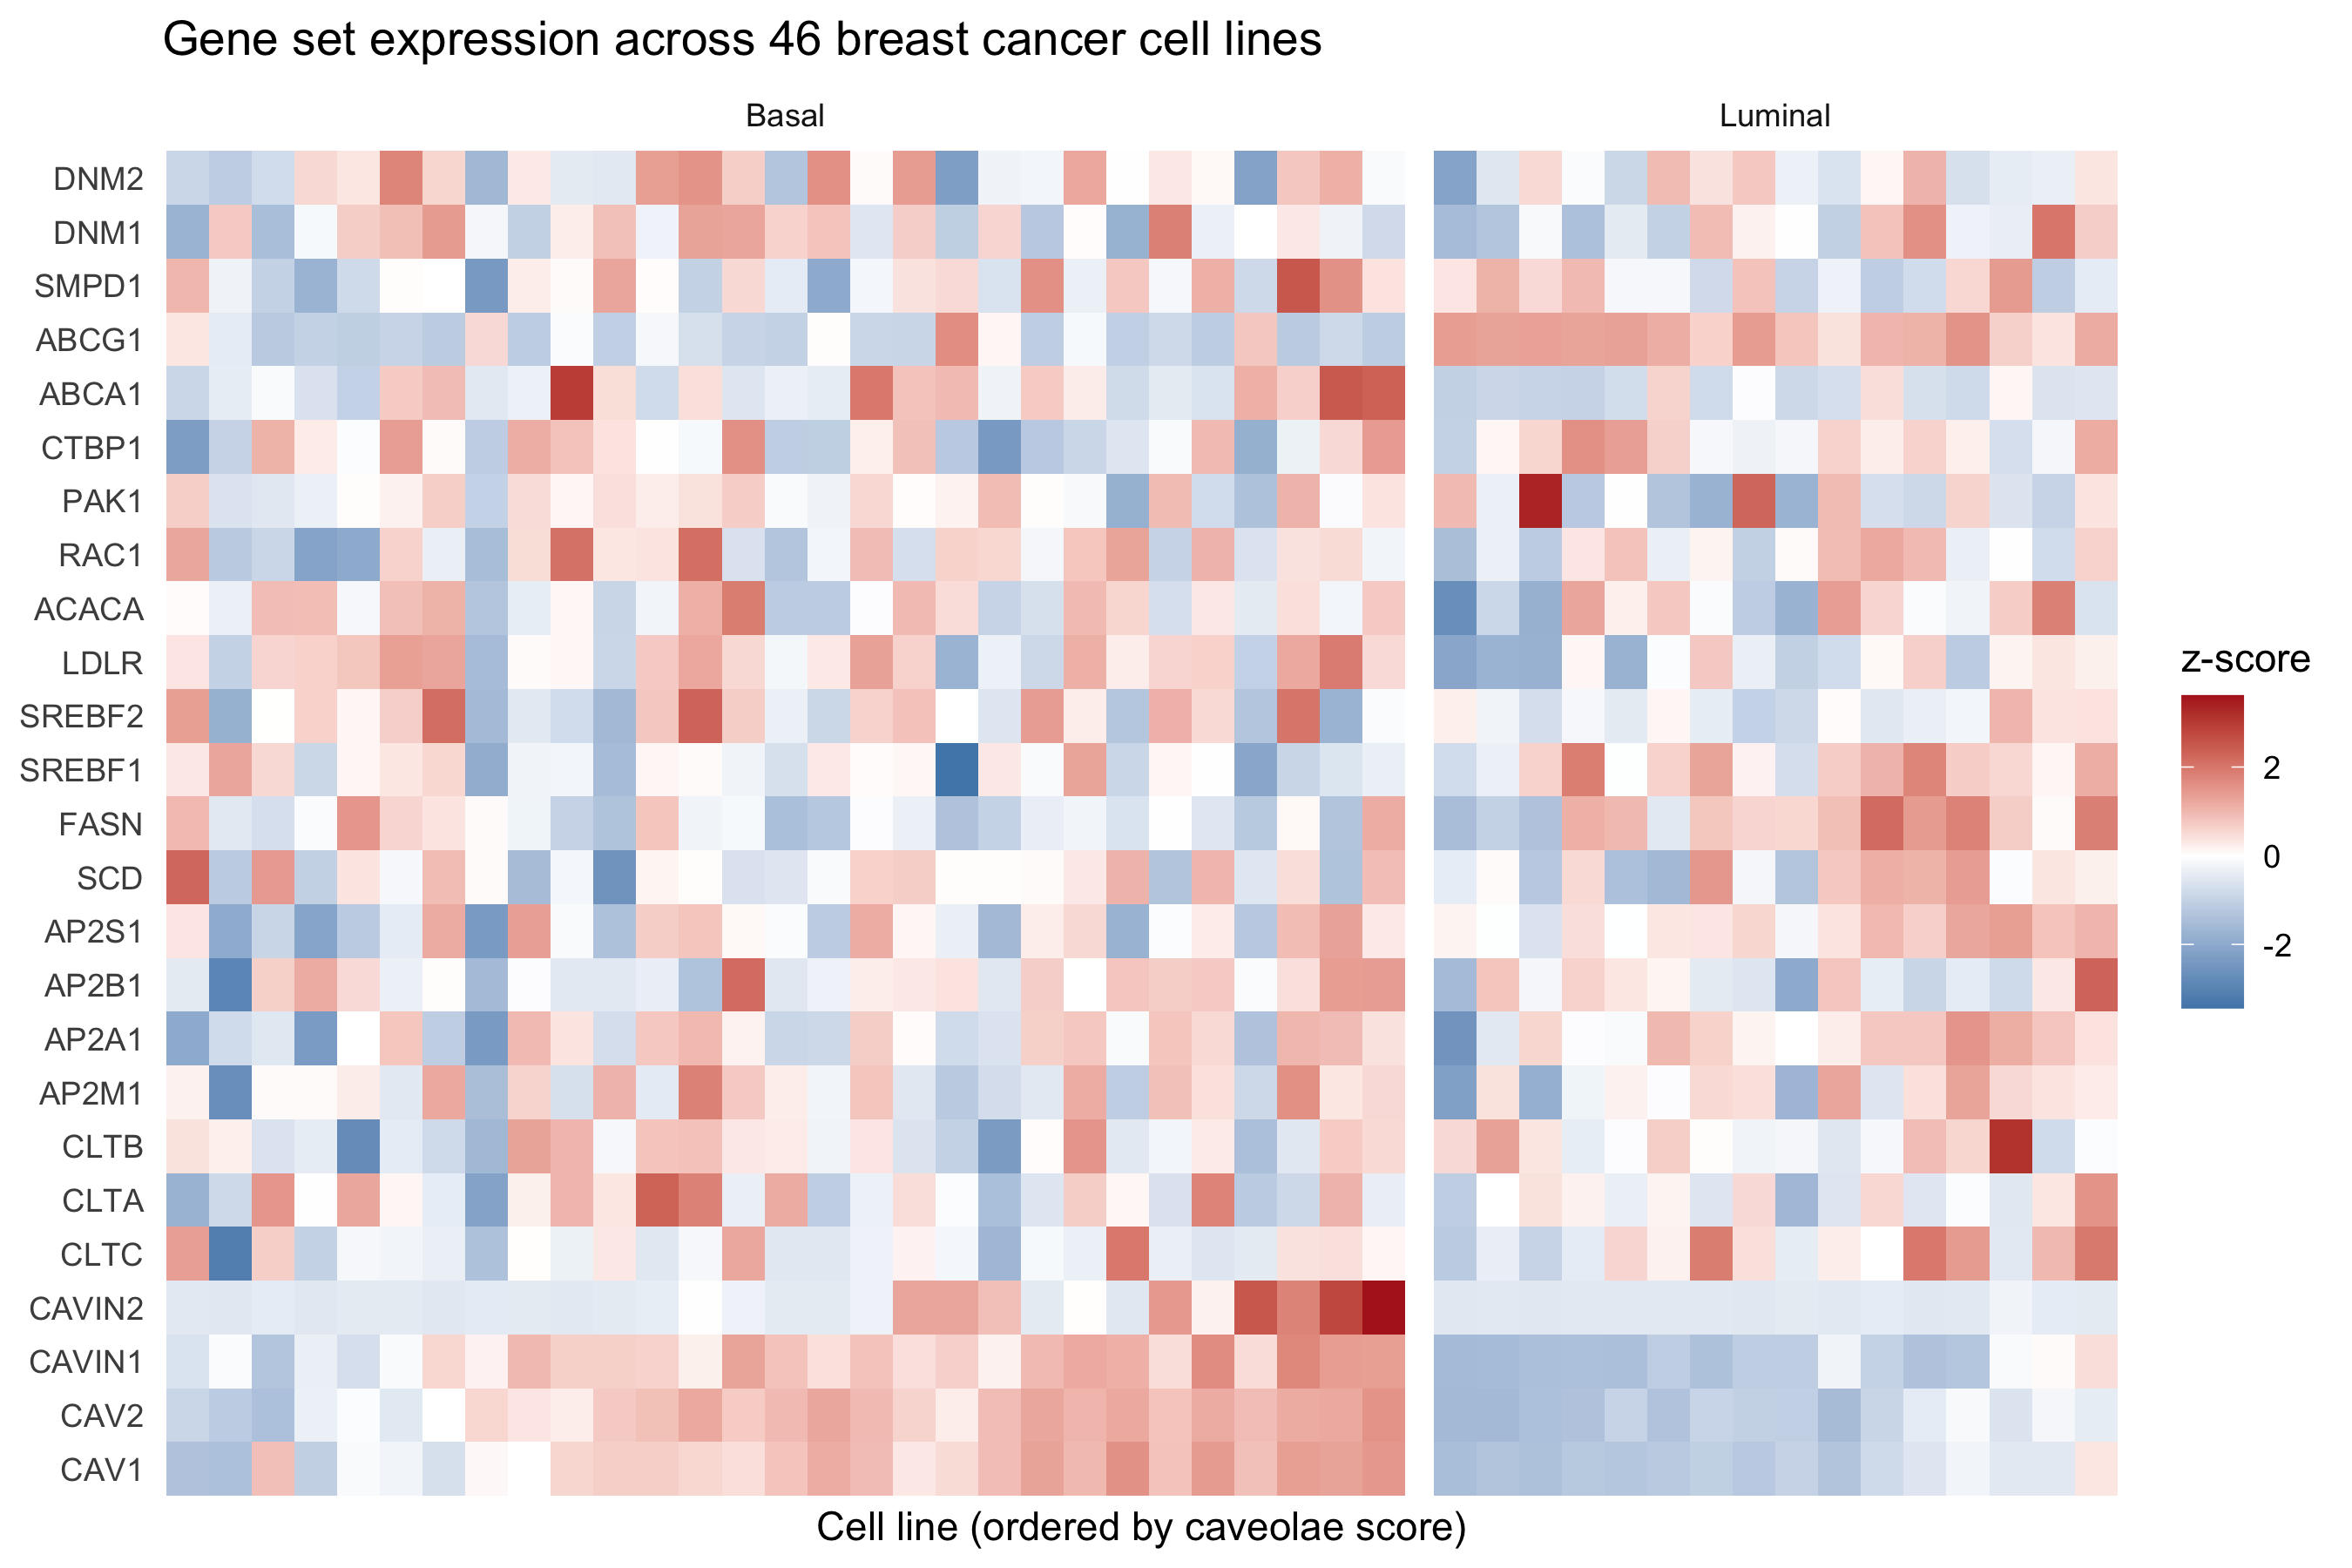 Gene set expression across 46 breast cancer cell lines
Basal
Luminal
DNM2
DNM1
SMPD1
ABCG1
ABCA1
CTBP1
PAK1
RAC1
ACACA
LDLR
SREBF2
SREBF1
FASN
SCD
AP2S1
AP2B1
AP2A1
AP2M1
CLTB
CLTA
CLTC
CAVIN2
CAVIN1
CAV2
CAV1
Cell line (ordered by caveolae score)
z-score
2
0
-2